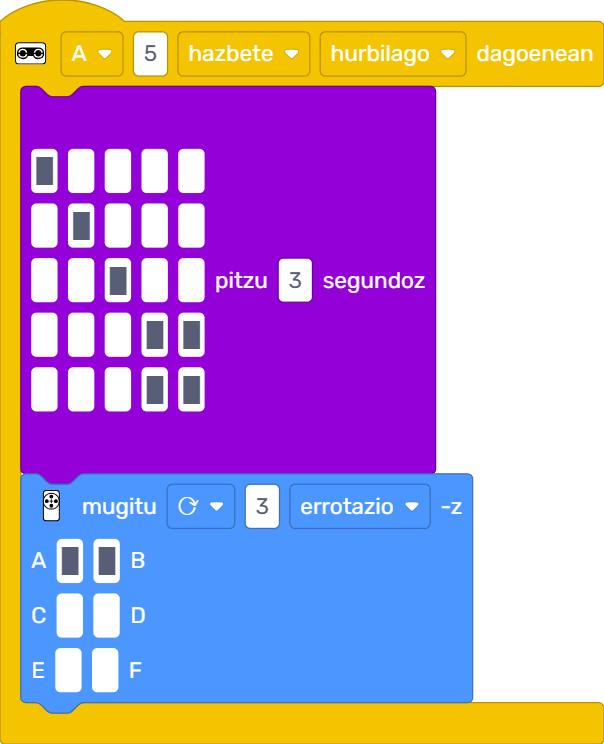 A 5 hazbete hurbilago dagoenean
pitzu 3 segundoz
mugitu 3 errotazio -z
A B
C D
E F